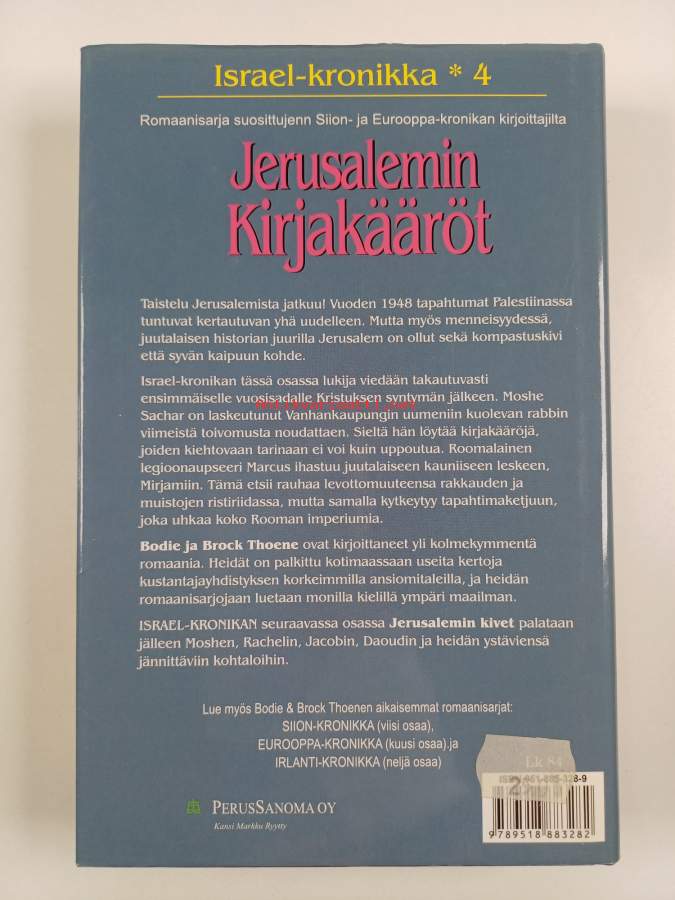 Israel-kronikka * 4
Romaanisarja suosittujenn Siion- ja Eurooppa-kronikan kirjoittajilta
Jerusalemin
Kirjakääröt
Taistelu Jerusalemista jatkuu! Vuoden 1948 tapahtumat Palestiinassa
tuntuvat kertautuvan yhä uudelleen. Mutta myös menneisyydessä,
juutalaisen historian juurilla Jerusalem on ollut sekä kompastuskivi
että syvän kaipuun kohde.
Israel-kronikan tässä osassa lukija viedään takautuvasti
ensimmäiselle vuosisadalle Kristuksen syntymän jälkeen. Moshe
Sachar on laskeutunut Vanhankaupungin uumeniin kuolevan rabbin
viimeistä toivomusta noudattaen. Sieltä hän löytää kirjakääröjä,
joiden kiehtovaan tarinaan ei voi kuin uppoutua. Roomalainen
legioonaupseeri Marcus ihastuu juutalaiseen kauniiseen leskeen,
Mirjamiin. Tämä etsii rauhaa levottomuuteensa rakkauden ja
muistojen ristiriidassa, mutta samalla kytkeytyy tapahtimaketjuun,
joka uhkaa koko Rooman imperiumia.
Bodie ja Brock Thoene ovat kirjoittaneet yli kolmekymmentä
romaania. Heidät on palkittu kotimaassaan useita kertoja
kustantajayhdistyksen korkeimmilla ansiomitaleilla, ja heidän
romaanisarjojaan luetaan monilla kielillä ympäri maailman.
ISRAEL-KRONIKAN seuraavassa osassa Jerusalemin kivet palataan
jälleen Moshen, Rachelin, Jacobin, Daoudin ja heidän ystäviensä
jännittäviin kohtaloihin.
Lue myös Bodie & Brock Thoenen aikaisemmat romaanisarjat:
SIION-KRONIKKA (viisi osaa),
EUROOPPA-KRONIKKA (kuusi osaa).ja
IRLANTI-KRONIKKA (neljä osaa)
Lk 84
ISBN 951-885-328-9
9789518883282
PERUSSANOMA OY
Kansi Markku Ryytty